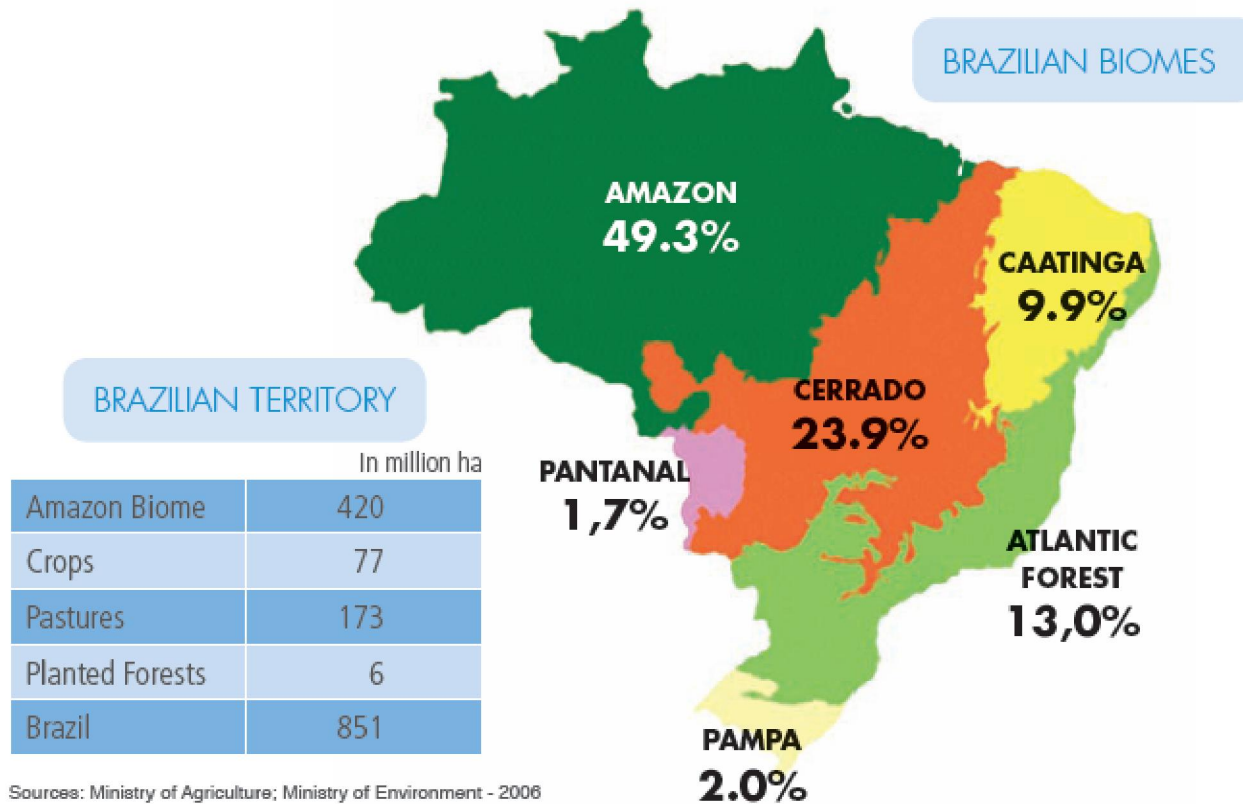 BRAZILIAN BIOMES
AMAZON
49.3%
CAATINGA
9.9%
CERRADO
23.9%
PANTANAL
1,7%
ATLANTIC
FOREST
13,0%
PAMPA
2.0%
BRAZILIAN TERRITORY
In million ha
Amazon Biome 420
Crops 77
Pastures 173
Planted Forests 6
Brazil 851
Sources: Ministry of Agriculture; Ministry of Environment - 2006